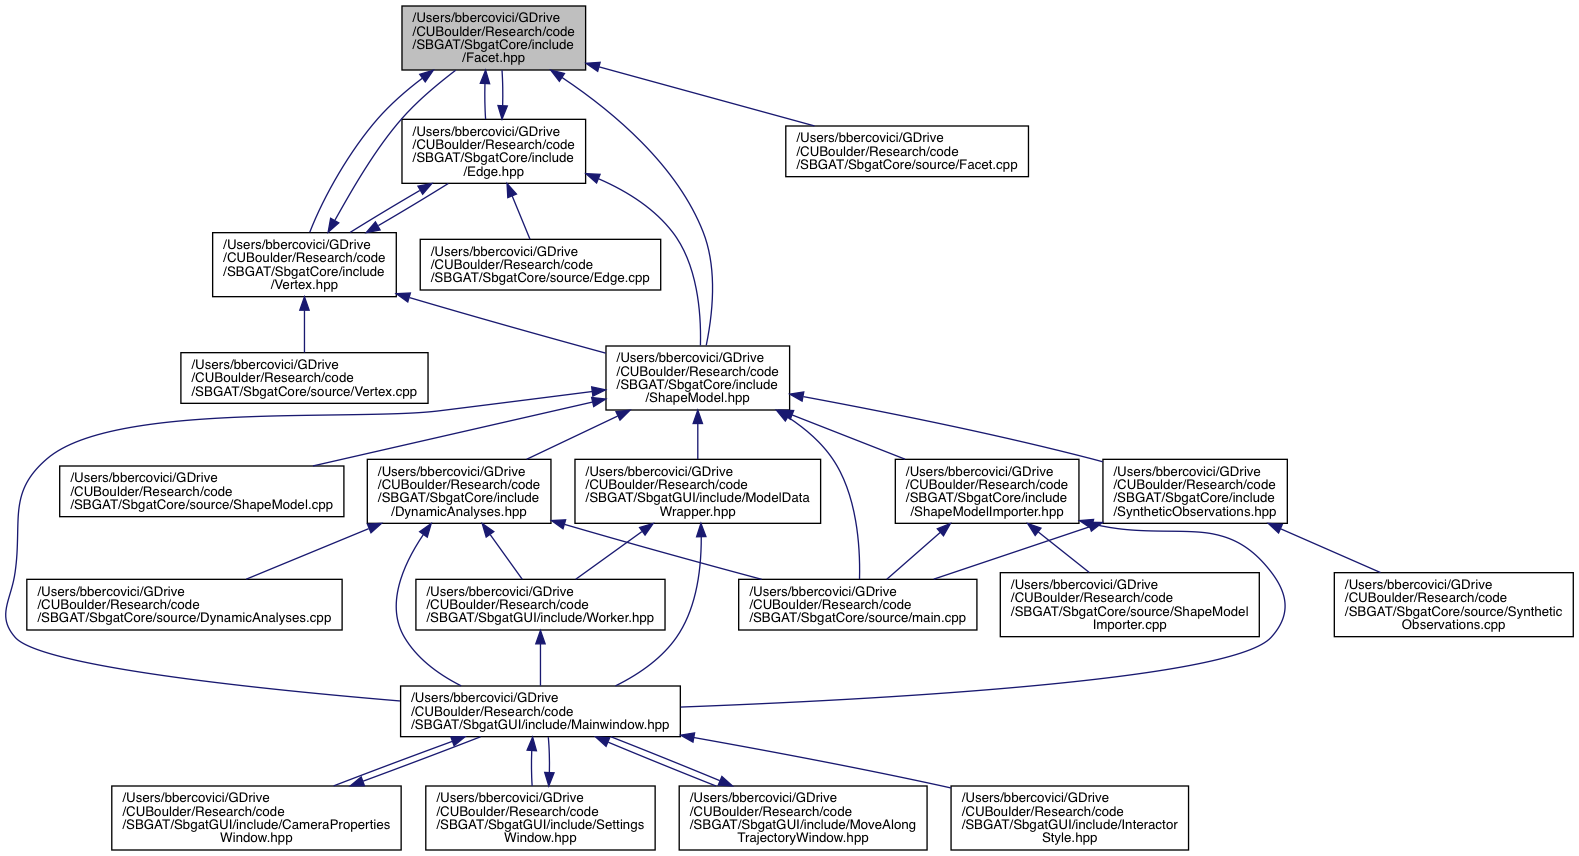 /Users/bbercovici/GDrive
/CUBoulder/Research/code
/SBGAT/SbgatCore/include
/Facet.hpp
/Users/bbercovici/GDrive
/CUBoulder/Research/code
/SBGAT/SbgatCore/include
/Edge.hpp
/Users/bbercovici/GDrive
/CUBoulder/Research/code
/SBGAT/SbgatCore/source/Facet.cpp
/Users/bbercovici/GDrive
/CUBoulder/Research/code
/SBGAT/SbgatCore/include
/Vertex.hpp
/Users/bbercovici/GDrive
/CUBoulder/Research/code
/SBGAT/SbgatCore/source/Edge.cpp
/Users/bbercovici/GDrive
/CUBoulder/Research/code
/SBGAT/SbgatCore/source/Vertex.cpp
/Users/bbercovici/GDrive
/CUBoulder/Research/code
/SBGAT/SbgatCore/include
/ShapeModel.hpp
/Users/bbercovici/GDrive
/CUBoulder/Research/code
/SBGAT/SbgatCore/source/ShapeModel.cpp
/Users/bbercovici/GDrive
/CUBoulder/Research/code
/SBGAT/SbgatCore/include
/DynamicAnalyses.hpp
/Users/bbercovici/GDrive
/CUBoulder/Research/code
/SBGAT/SbgatGUI/include/ModelData
Wrapper.hpp
/Users/bbercovici/GDrive
/CUBoulder/Research/code
/SBGAT/SbgatCore/include
/ShapeModelImporter.hpp
/Users/bbercovici/GDrive
/CUBoulder/Research/code
/SBGAT/SbgatCore/include
/SyntheticObservations.hpp
/Users/bbercovici/GDrive
/CUBoulder/Research/code
/SBGAT/SbgatCore/source/DynamicAnalyses.cpp
/Users/bbercovici/GDrive
/CUBoulder/Research/code
/SBGAT/SbgatGUI/include/Worker.hpp
/Users/bbercovici/GDrive
/CUBoulder/Research/code
/SBGAT/SbgatCore/source/main.cpp
/Users/bbercovici/GDrive
/CUBoulder/Research/code
/SBGAT/SbgatCore/source/ShapeModel
Importer.cpp
/Users/bbercovici/GDrive
/CUBoulder/Research/code
/SBGAT/SbgatCore/source/Synthetic
Observations.cpp
/Users/bbercovici/GDrive
/CUBoulder/Research/code
/SBGAT/SbgatGUI/include/Mainwindow.hpp
/Users/bbercovici/GDrive
/CUBoulder/Research/code
/SBGAT/SbgatGUI/include/CameraProperties
Window.hpp
/Users/bbercovici/GDrive
/CUBoulder/Research/code
/SBGAT/SbgatGUI/include/Settings
Window.hpp
/Users/bbercovici/GDrive
/CUBoulder/Research/code
/SBGAT/SbgatGUI/include/MoveAlong
TrajectoryWindow.hpp
/Users/bbercovici/GDrive
/CUBoulder/Research/code
/SBGAT/SbgatGUI/include/Interactor
Style.hpp